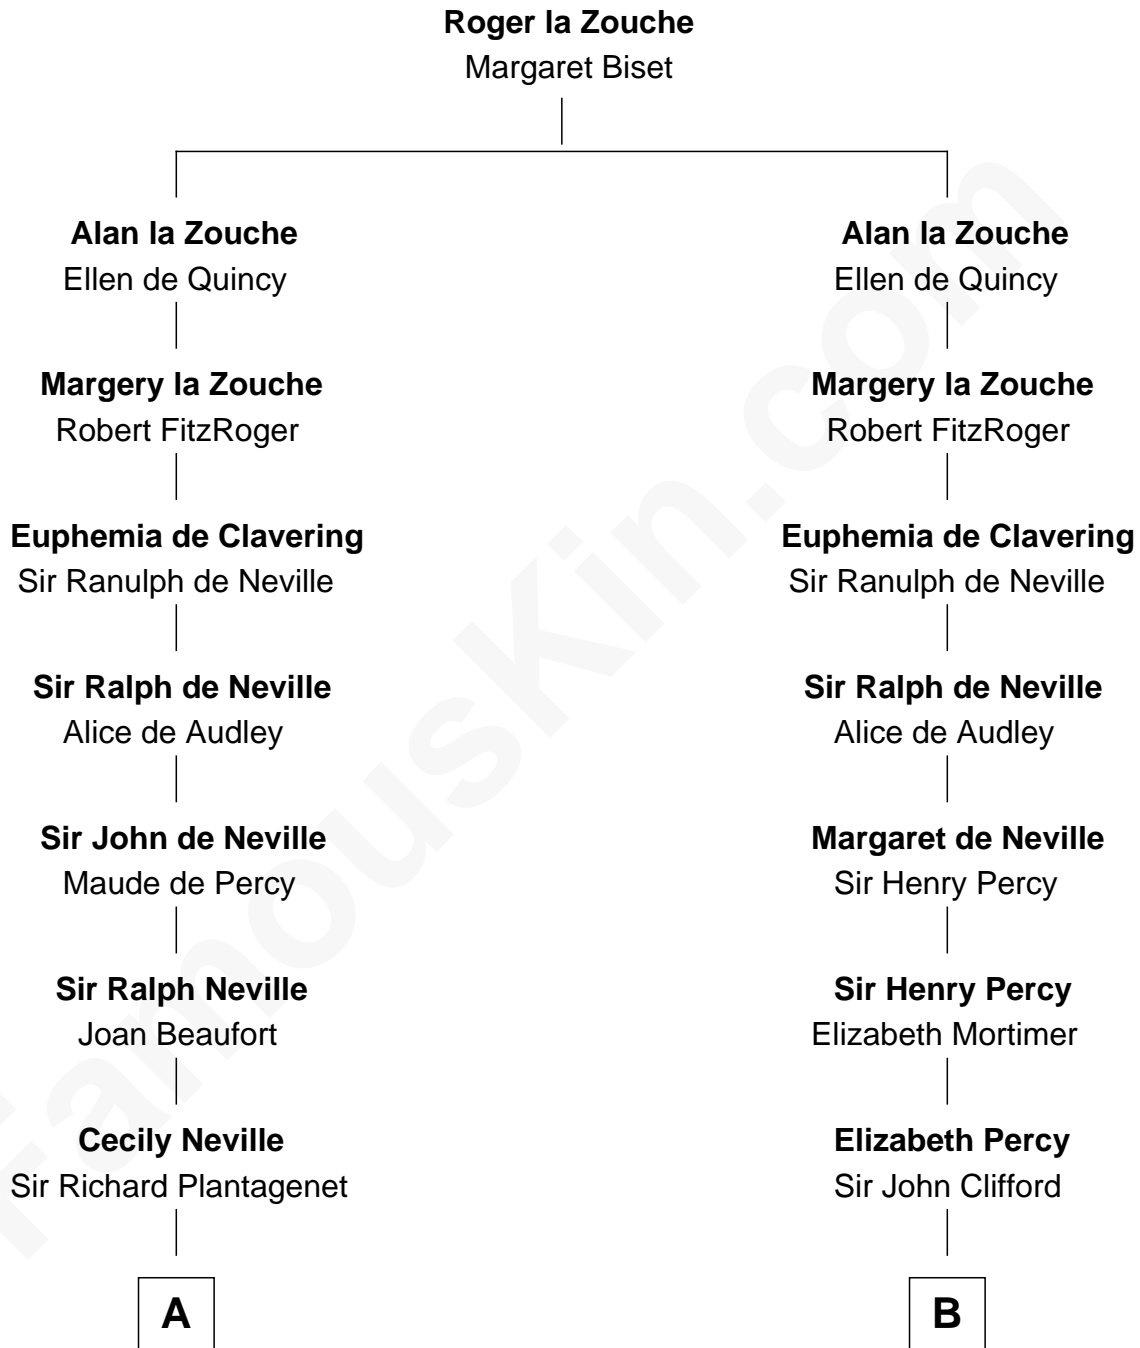 Roger la Zouche
Margaret Biset
Alan la Zouche
Ellen de Quincy
Margery la Zouche
Robert FitzRoger
Euphemia de Clavering
Sir Ranulph de Neville
Sir Ralph de Neville
Alice de Audley
Sir John de Neville
Maude de Percy
Sir Ralph Neville
Joan Beaufort
Cecily Neville
Sir Richard Plantagenet
A
Alan la Zouche
Ellen de Quincy
Margery la Zouche
Robert FitzRoger
Euphemia de Clavering
Sir Ranulph de Neville
Sir Ralph de Neville
Alice de Audley
Margaret de Neville
Sir Henry Percy
Sir Henry Percy
Elizabeth Mortimer
Elizabeth Percy
Sir John Clifford
B
FamousKin.com